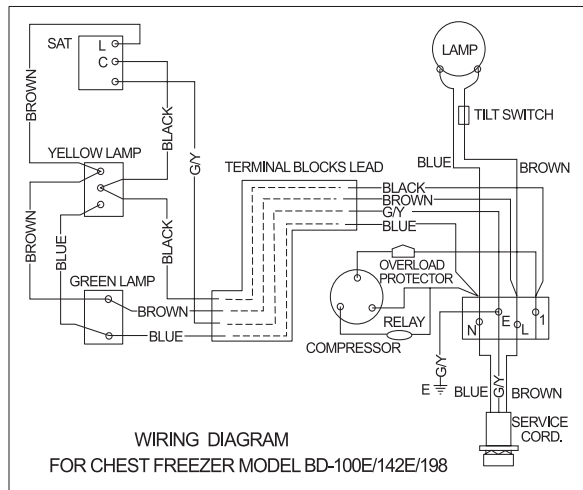 SAT
L
C
BROWN
BLACK
G/Y
YELLOW LAMP
BROWN
BLUE
BLACK
GREEN LAMP
BROWN
BLUE
TERMINAL BLOCKS LEAD
BLACK
BROWN
G/Y
BLUE
LAMP
TILT SWITCH
BLUE
BROWN
OVERLOAD
PROTECTOR
RELAY
COMPRESSOR
N
E
L
1
E
G/Y
BLUE
G/Y
BROWN
SERVICE
CORD.
WIRING DIAGRAM
FOR CHEST FREEZER MODEL BD-100E/142E/198